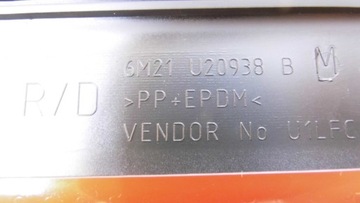 6M21 U20938 B M
R/D >PP+EPDM<
VENDOR No U1LFC